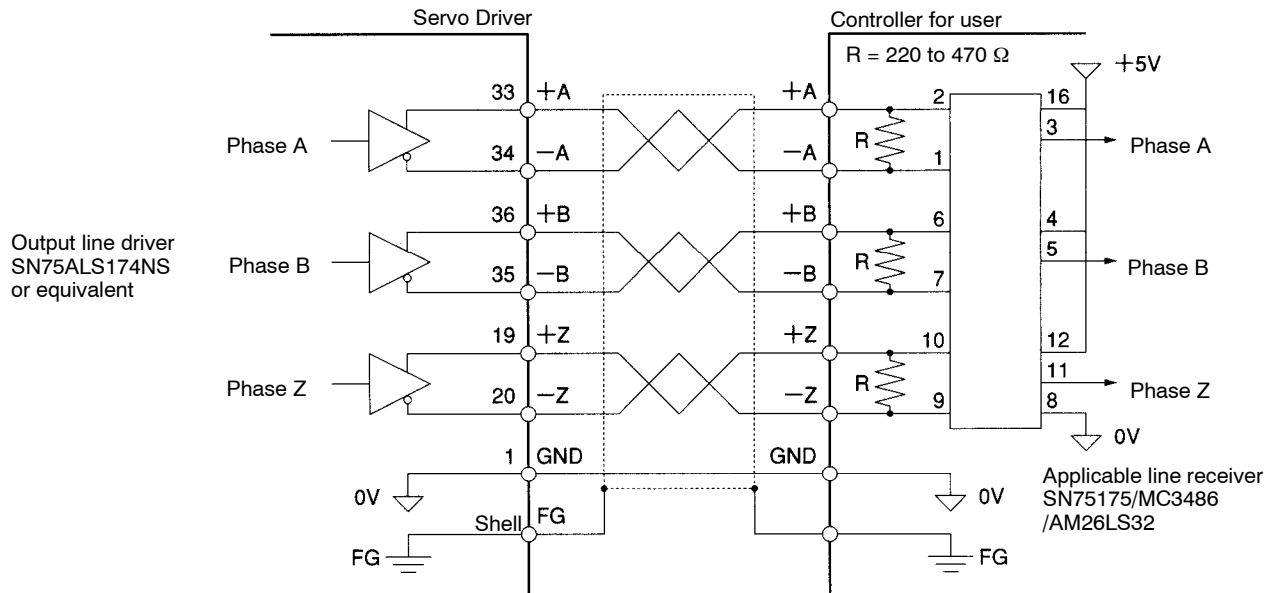 Servo Driver
Controller for user
R = 220 to 470 Ω
+5V
33 +A
+A
2
16
3
Phase A
R
Phase A
34 −A
−A
1
36 +B
+B
6
4
Output line driver
SN75ALS174NS
or equivalent
Phase B
R
5
Phase B
35 −B
−B
7
19 +Z
+Z
10
12
Phase Z
R
11
Phase Z
20 −Z
−Z
9
8
0V
1 GND
GND
0V
0V
Applicable line receiver
SN75175/MC3486
/AM26LS32
Shell FG
FG
FG